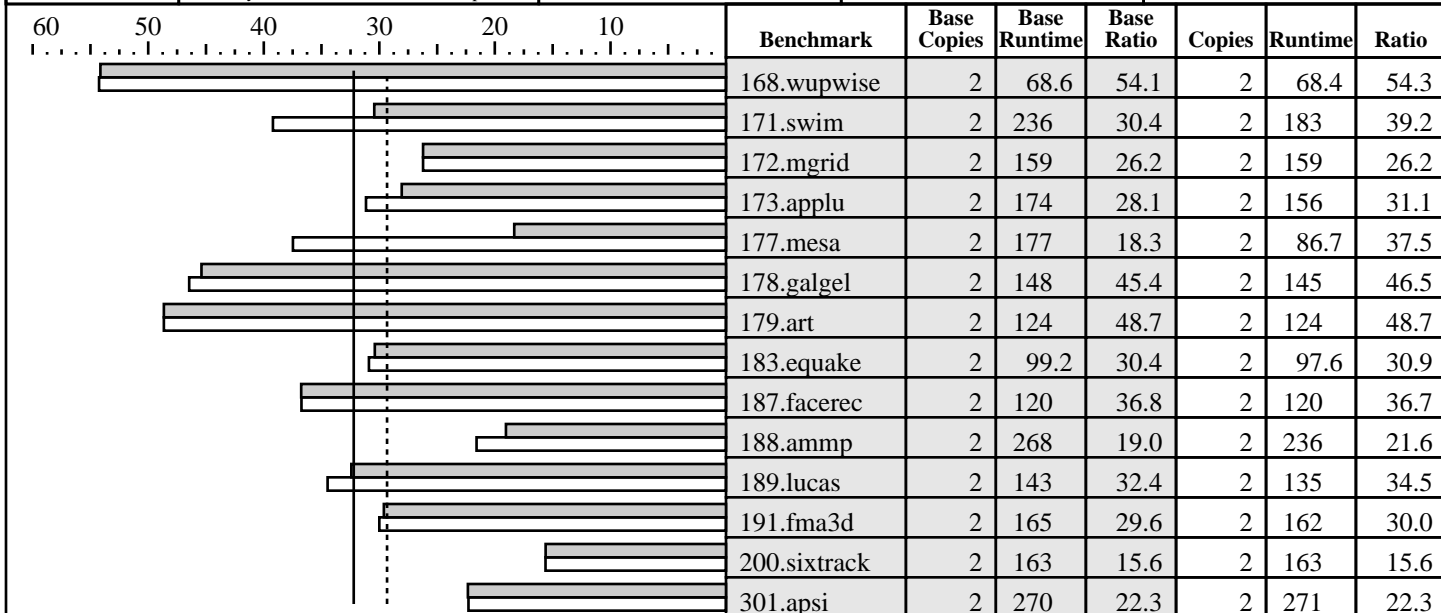 60 50 40 30 20 10
Benchmark Base Copies Base Runtime Base Ratio Copies Runtime Ratio
168.wupwise 2 68.6 54.1 2 68.4 54.3
171.swim 2 236 30.4 2 183 39.2
172.mgrid 2 159 26.2 2 159 26.2
173.applu 2 174 28.1 2 156 31.1
177.mesa 2 177 18.3 2 86.7 37.5
178.galgel 2 148 45.4 2 145 46.5
179.art 2 124 48.7 2 124 48.7
183.equake 2 99.2 30.4 2 97.6 30.9
187.facerec 2 120 36.8 2 120 36.7
188.ammp 2 268 19.0 2 236 21.6
189.lucas 2 143 32.4 2 135 34.5
191.fma3d 2 165 29.6 2 162 30.0
200.sixtrack 2 163 15.6 2 163 15.6
301.apsi 2 270 22.3 2 271 22.3